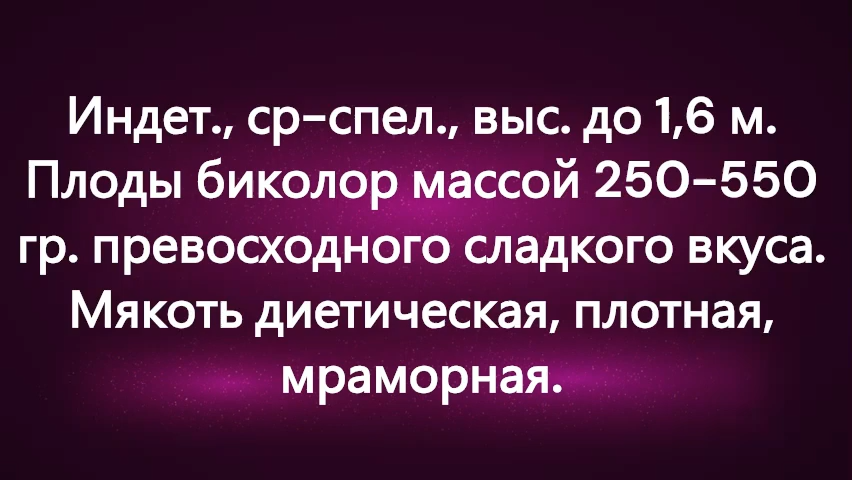 Индет., ср-спел., выс. до 1,6 м.
Плоды биколор массой 250-550
гр. превосходного сладкого вкуса.
Мякоть диетическая, плотная,
мраморная.